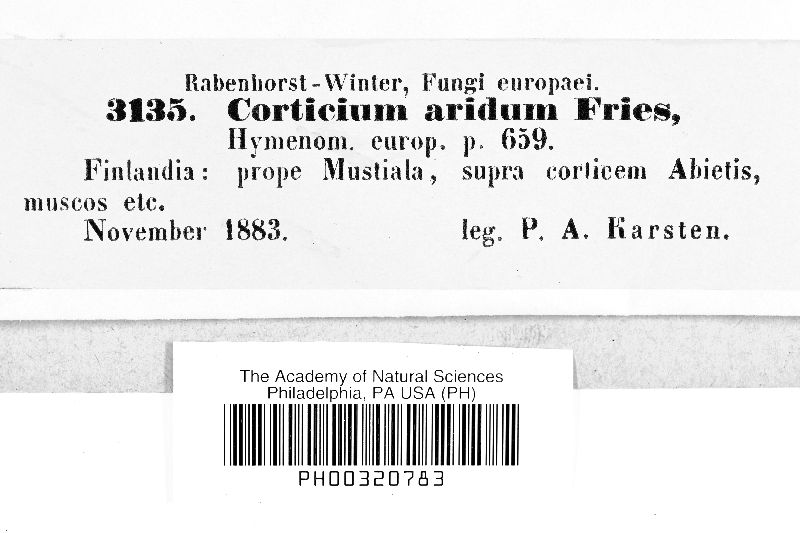 Rabenhorst-Winter, Fungi europaei.
3135. Corticium aridum Fries,
Hymenom. europ. p. 659.
Finlandia: prope Mustiala, supra corticem Abietis,
muscos etc.
November 1883. leg. P. A. Karsten.
The Academy of Natural Sciences
Philadelphia, PA USA (PH)
PH00320783